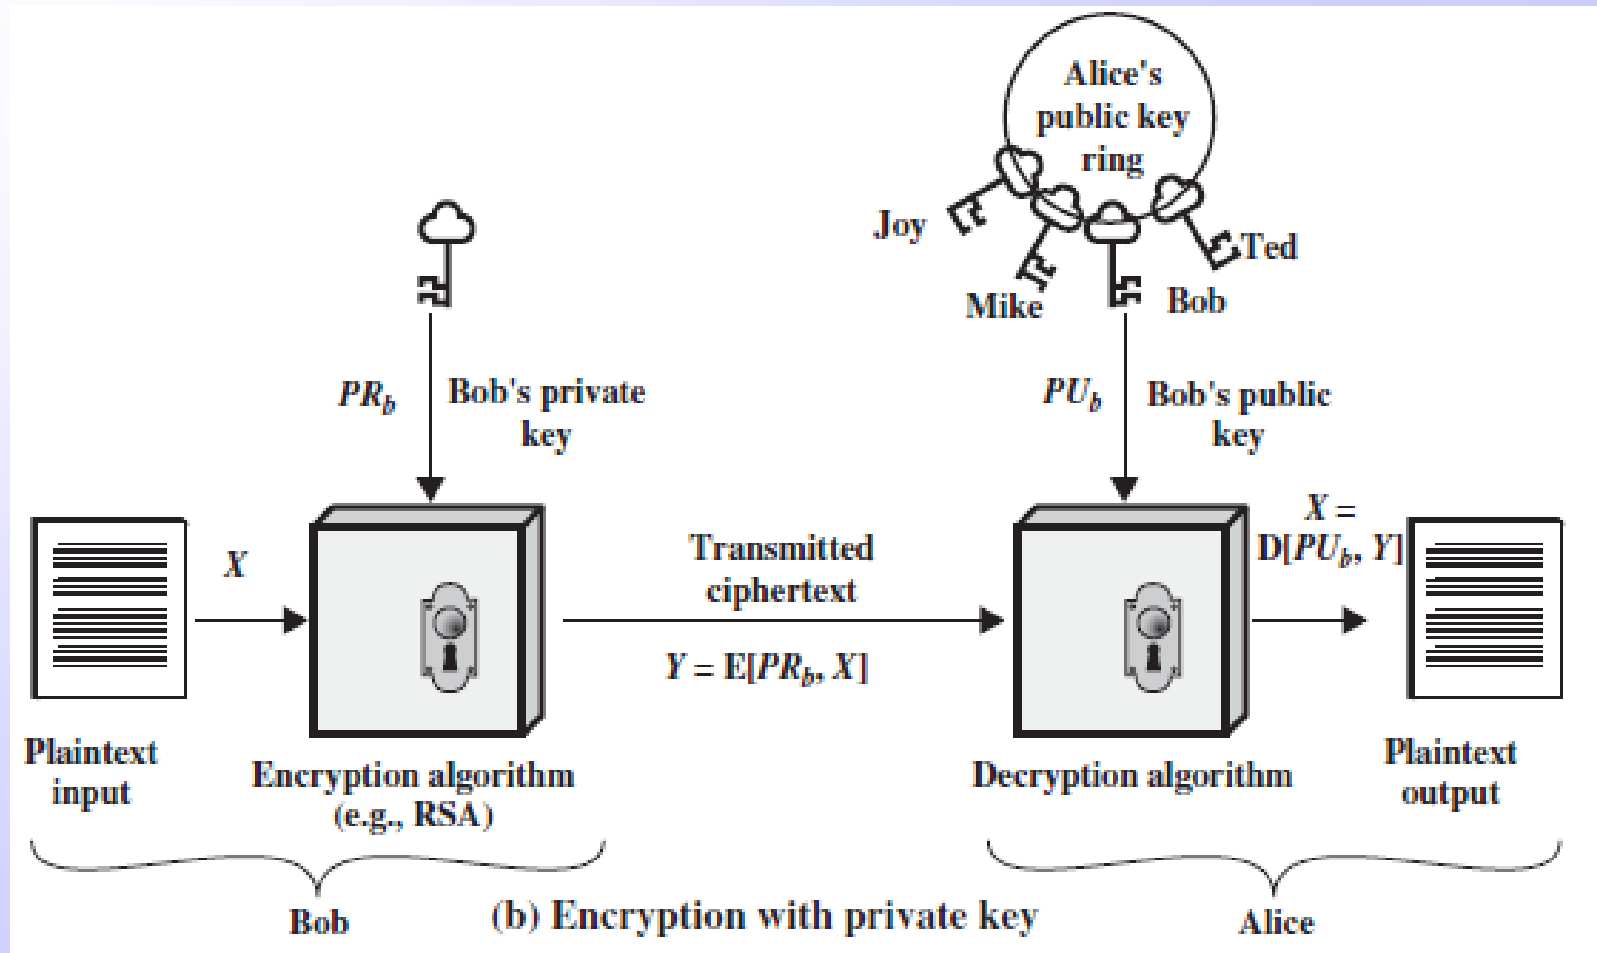 Alice's
public key
ring
Joy
Mike
Bob
Ted
PRb
Bob's private
key
PUb
Bob's public
key
X
Transmitted
ciphertext
Y = E[PRb, X]
X =
D[PUb, Y]
Plaintext
input
Encryption algorithm
(e.g., RSA)
Decryption algorithm
Plaintext
output
Bob
(b) Encryption with private key
Alice